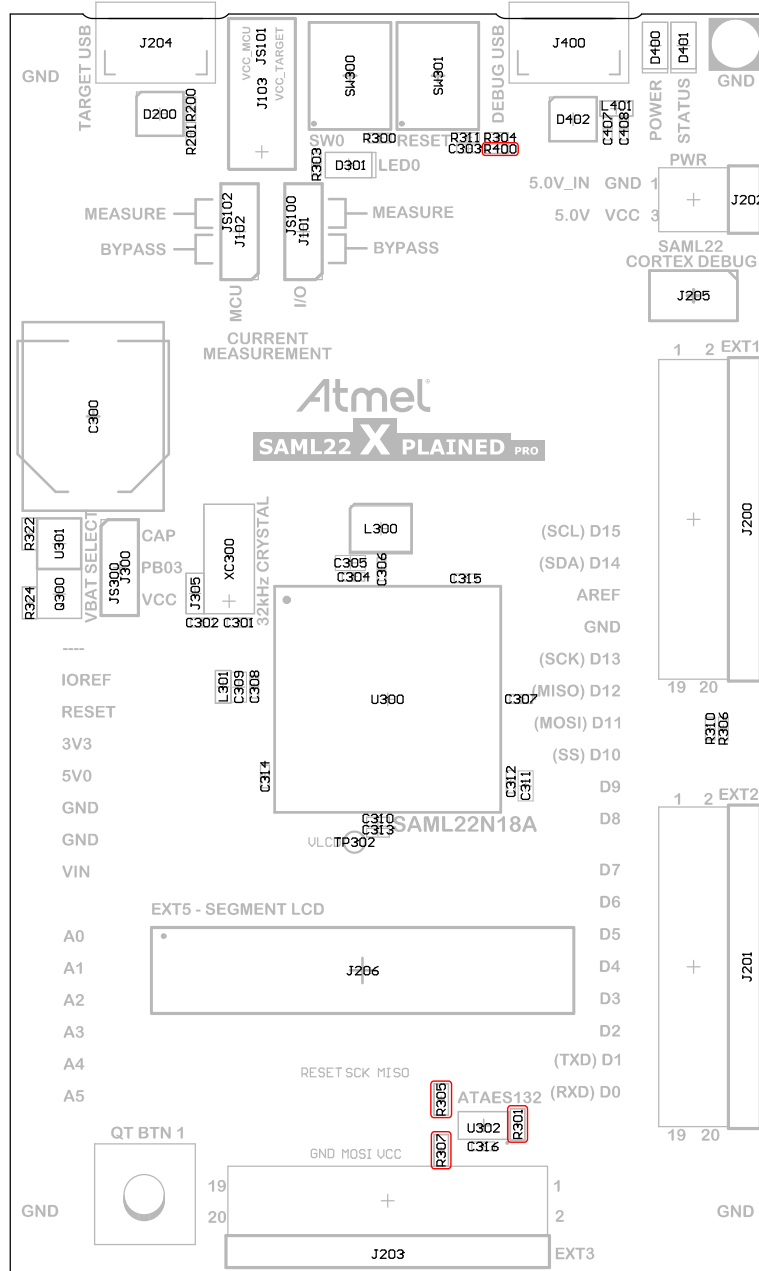 TARGET USB
J204
VCC_MCU
JS101
J103
VCC_TARGET
SW300
SW301
DEBUG USB
J400
D400
D401
GND
GND
D200
R200
R201
D402
L401
C407
C408
POWER
STATUS
SW0
R300
RESET
R311
R304
C303
R400
R303
D301
LED0
PWR
5.0V_IN GND 1
5.0V VCC 3
J202
MEASURE
BYPASS
JS102
J102
JS100
J101
MEASURE
BYPASS
MCU
I/O
SAML22
CORTEX DEBUG
J205
CURRENT
MEASUREMENT
C300
1 2 EXT1
Atmel
SAML22 X PLAINED PRO
J200
R322
U301
VBAT SELECT
JS300
J300
CAP
PB03
VCC
R324
Q300
J305
XC300
32kHz CRYSTAL
C302 C301
L300
C305
C304
C306
C315
(SCL) D15
(SDA) D14
AREF
GND
(SCK) D13
(MISO) D12
(MOSI) D11
(SS) D10
D9
D8
19 20
----
IOREF
RESET
3V3
5V0
GND
GND
VIN
L301
C309
C308
U300
C307
R310
R306
C314
C312
C311
C310
C313
SAML22N18A
TP302
1 2 EXT2
D7
D6
D5
D4
D3
D2
(TXD) D1
(RXD) D0
J201
EXT5 - SEGMENT LCD
J206
A0
A1
A2
A3
A4
A5
RESET SCK MISO
R305
ATAES132
U302
R301
C316
R307
19 20
QT BTN 1
GND MOSI VCC
19 1
20 2
GND
GND
J203
EXT3